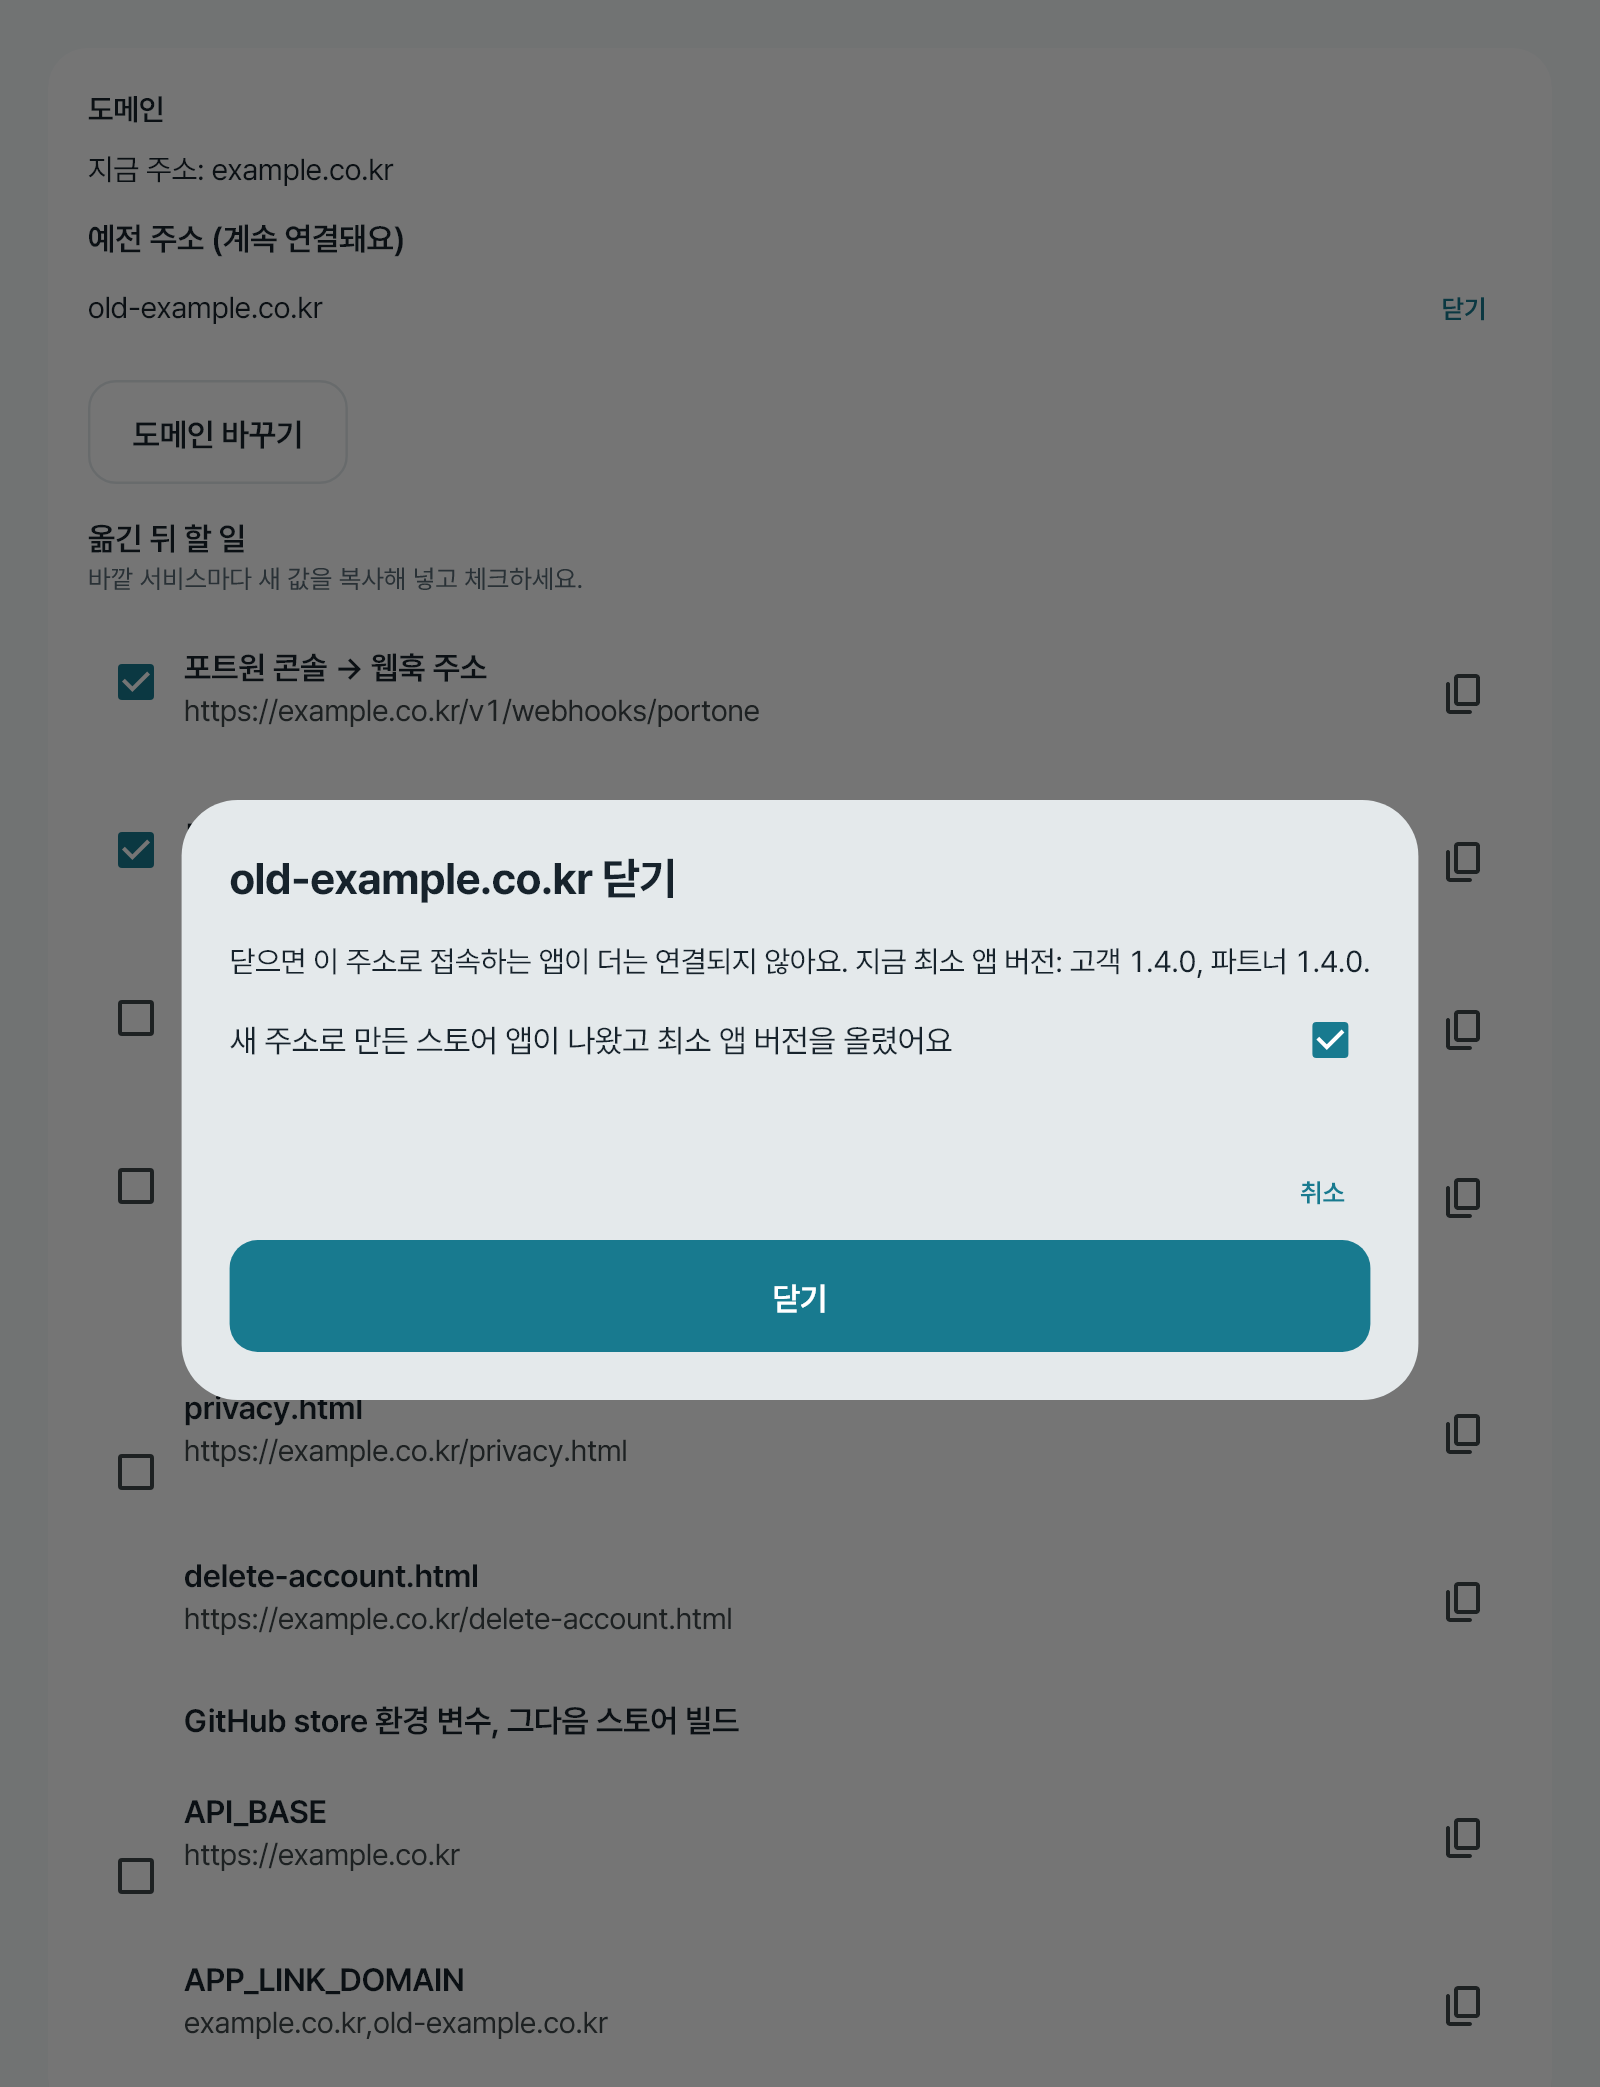 도메인
지금 주소: example.co.kr
예전 주소 (계속 연결돼요)
old-example.co.kr
닫기
도메인 바꾸기
옮긴 뒤 할 일
바깥 서비스마다 새 값을 복사해 넣고 체크하세요.
포트원 콘솔 → 웹훅 주소
https://example.co.kr/v1/webhooks/portone
old-example.co.kr 닫기
닫으면 이 주소로 접속하는 앱이 더는 연결되지 않아요. 지금 최소 앱 버전: 고객 1.4.0, 파트너 1.4.0.
새 주소로 만든 스토어 앱이 나왔고 최소 앱 버전을 올렸어요
취소
닫기
privacy.html
https://example.co.kr/privacy.html
delete-account.html
https://example.co.kr/delete-account.html
GitHub store 환경 변수, 그다음 스토어 빌드
API_BASE
https://example.co.kr
APP_LINK_DOMAIN
example.co.kr,old-example.co.kr